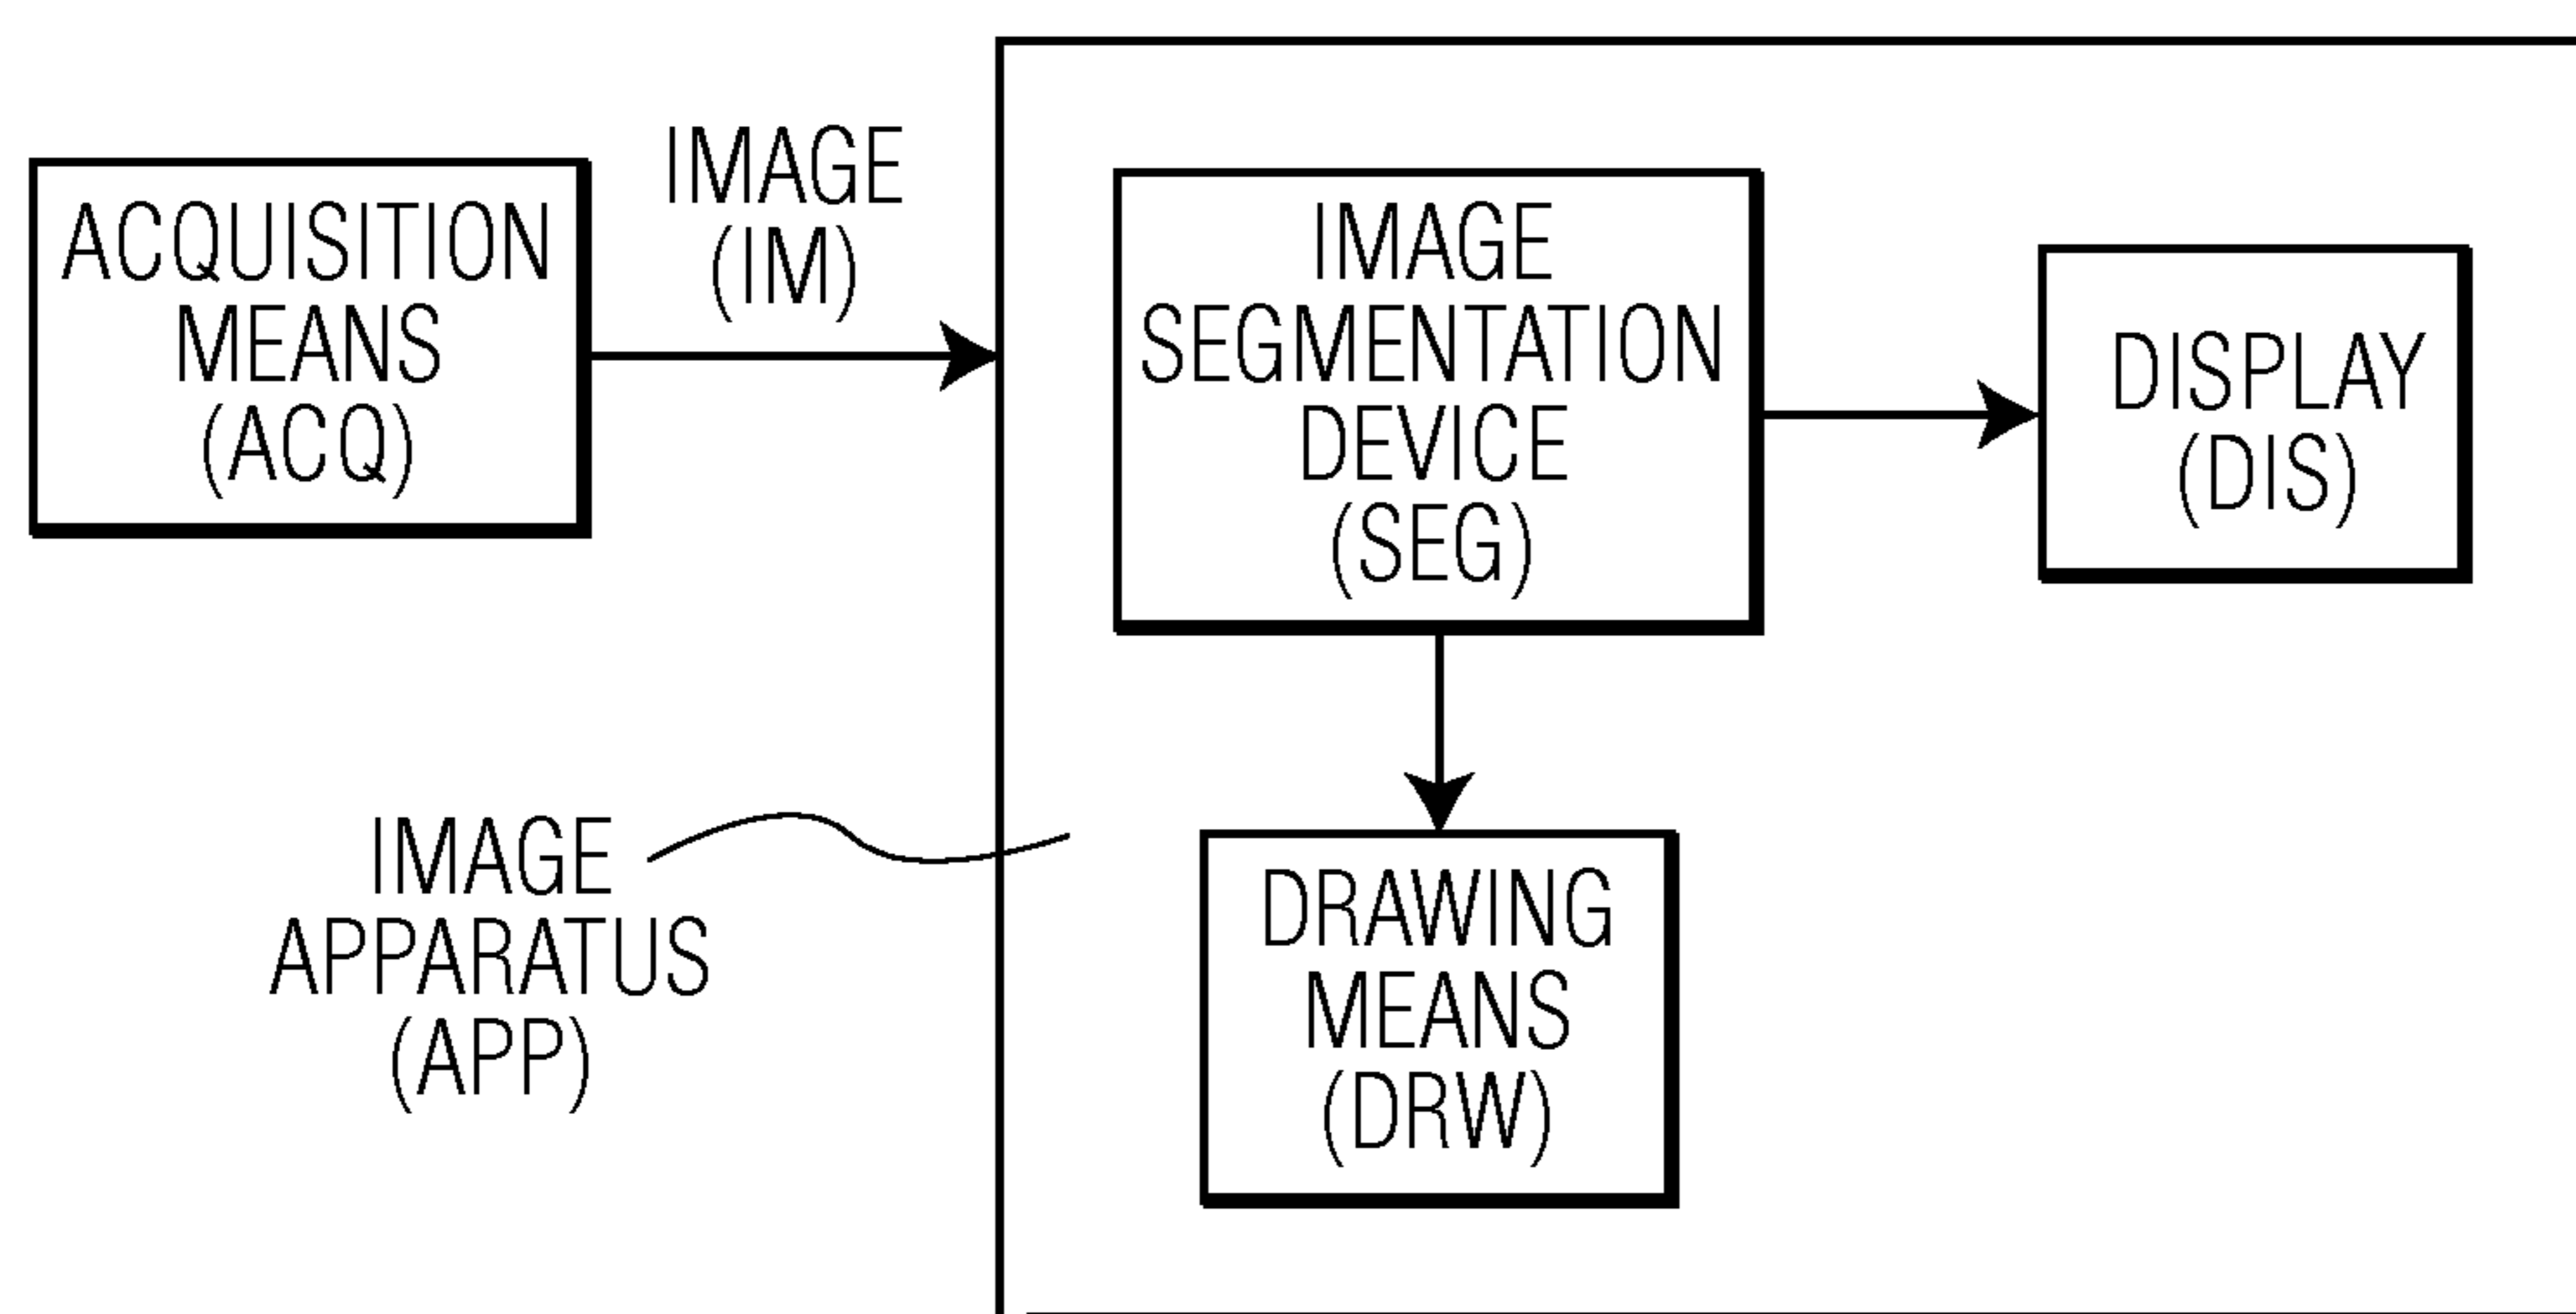 ACQUISITION
MEANS
(ACQ)
IMAGE
(IM)
IMAGE
SEGMENTATION
DEVICE
(SEG)
DISPLAY
(DIS)
IMAGE
APPARATUS
(APP)
DRAWING
MEANS
(DRW)